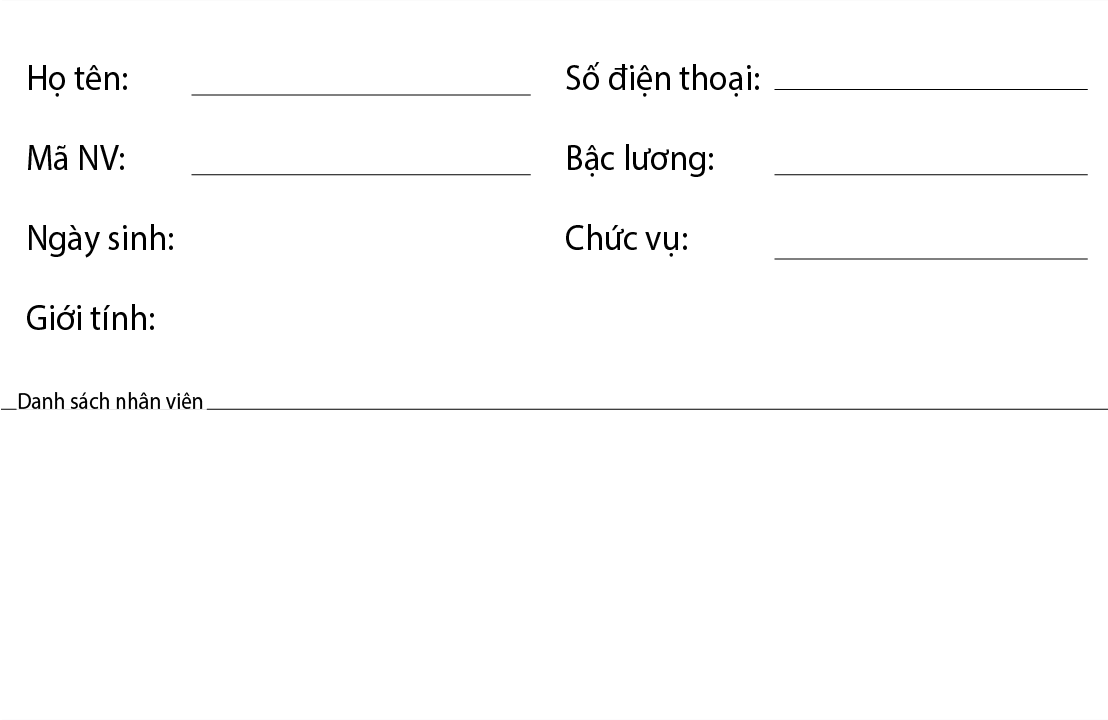 Họ tên:
Số điện thoại:
Mã NV:
Bậc lương:
Ngày sinh:
Chức vụ:
Giới tính:
Danh sách nhân viên